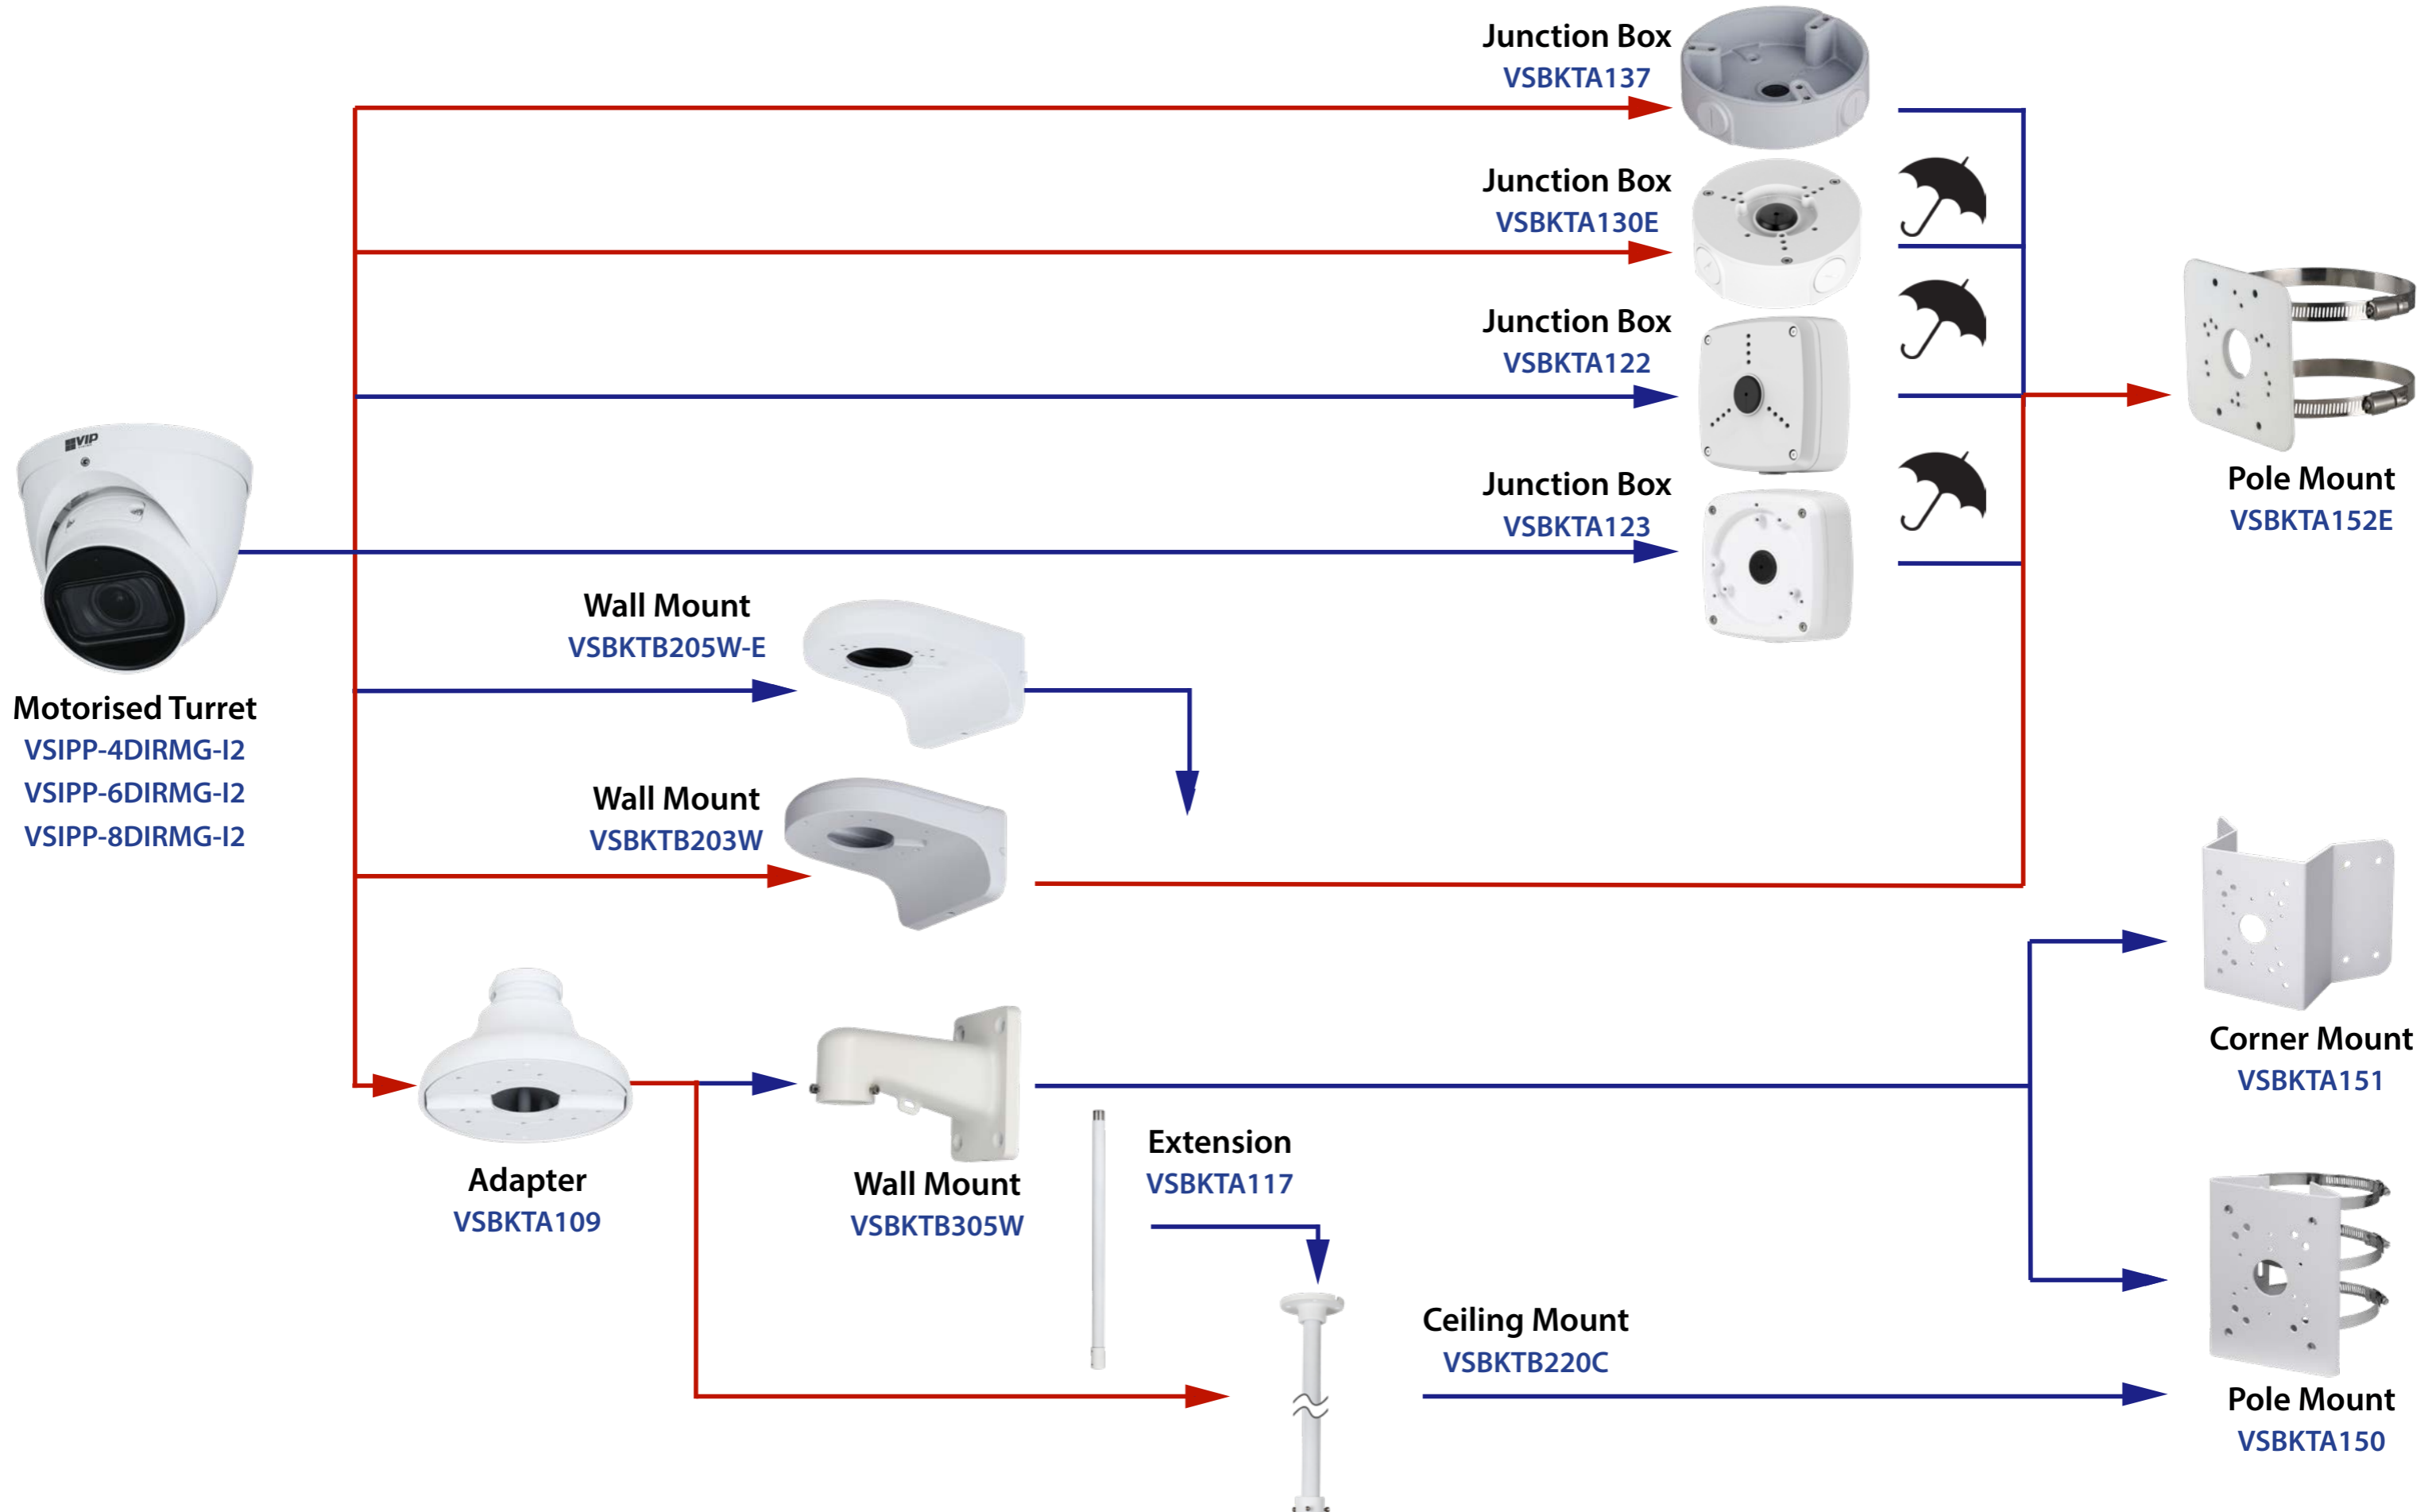 Junction Box
VSBKTA137
Junction Box
VSBKTA130E
Junction Box
VSBKTA122
Junction Box
VSBKTA123
Pole Mount
VSBKTA152E
VIP
Motorised Turret
VSIPP-4DIRMG-I2
VSIPP-6DIRMG-I2
VSIPP-8DIRMG-I2
Wall Mount
VSBKTB205W-E
Wall Mount
VSBKTB203W
Corner Mount
VSBKTA151
Adapter
VSBKTA109
Wall Mount
VSBKTB305W
Extension
VSBKTA117
Ceiling Mount
VSBKTB220C
Pole Mount
VSBKTA150